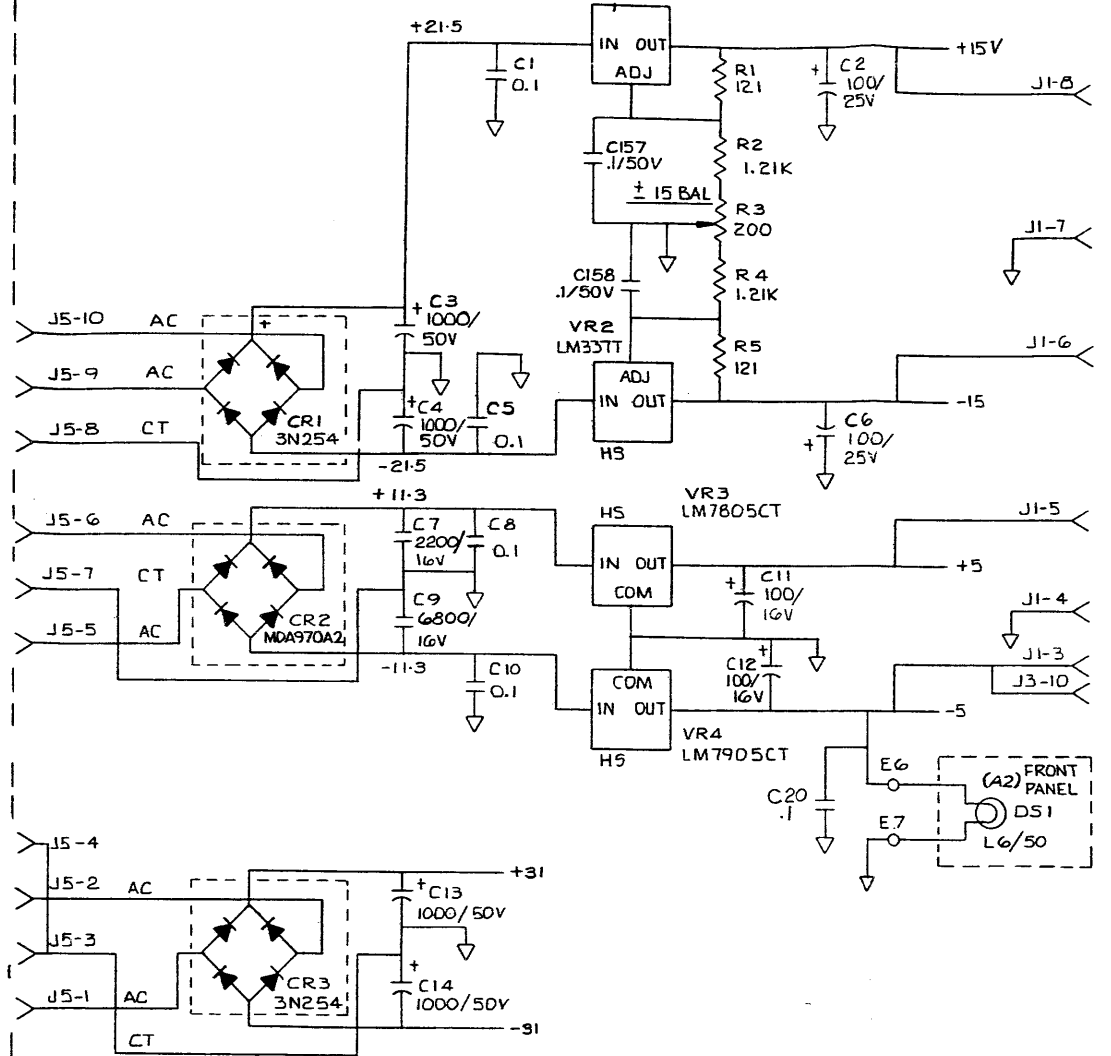 +21.5
IN OUT
ADJ
C1
0.1
R1
121
+
C2
100/
25V
+15V
J1-8
C157
.1/50V
R2
1.21K
± 15 BAL
R3
200
J1-7
C158
.1/50V
R4
1.21K
VR2
LM337T
R5
121
J1-6
ADJ
IN OUT
HS
-15
+
C6
100/
25V
J5-10 AC
+
J5-9 AC
J5-8 CT
CR1
3N254
+
C3
1000/
50V
+
C4
1000/
50V
C5
0.1
-21.5
+11.3
J5-6 AC
J5-7 CT
J5-5 AC
CR2
MDA970A2
C7
2200/
16V
C8
0.1
C9
6800/
16V
-11.3
C10
0.1
HS
VR3
LM7805CT
IN OUT
COM
J1-5
+5
+
C11
100/
16V
J1-4
+
C12
100/
16V
COM
IN OUT
HS
VR4
LM7905CT
J1-3
J3-10
-5
C20
.1
E6
E7
(A2) FRONT
PANEL
DS1
L6/50
J5-4
J5-2 AC
J5-3
J5-1 AC
CT
CR3
3N254
+31
+
C13
1000/50V
+
C14
1000/50V
-31